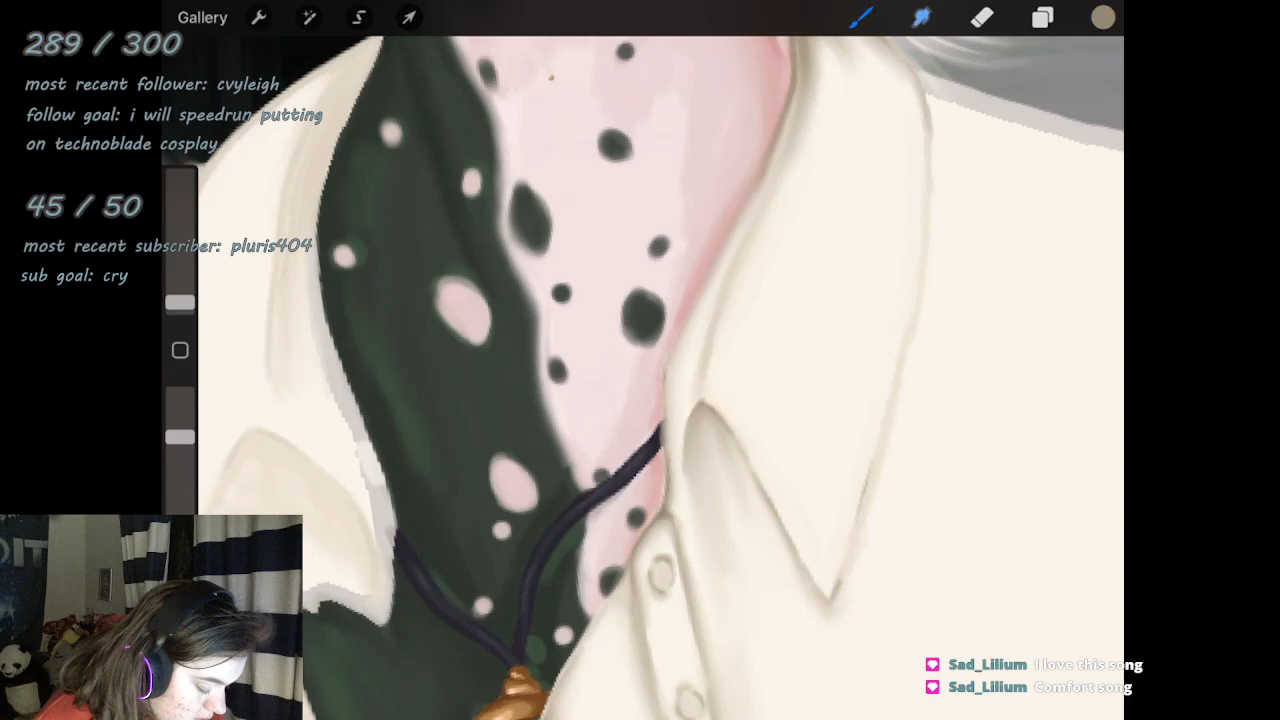 Gallery
289 / 300
most recent follower: cvyleigh
follow goal: i will speedrun putting
on technoblade cosplay
45 / 50
most recent subscriber: pluris404
sub goal: cry
Sad_Lilium I love this song
Sad_Lilium Comfort song